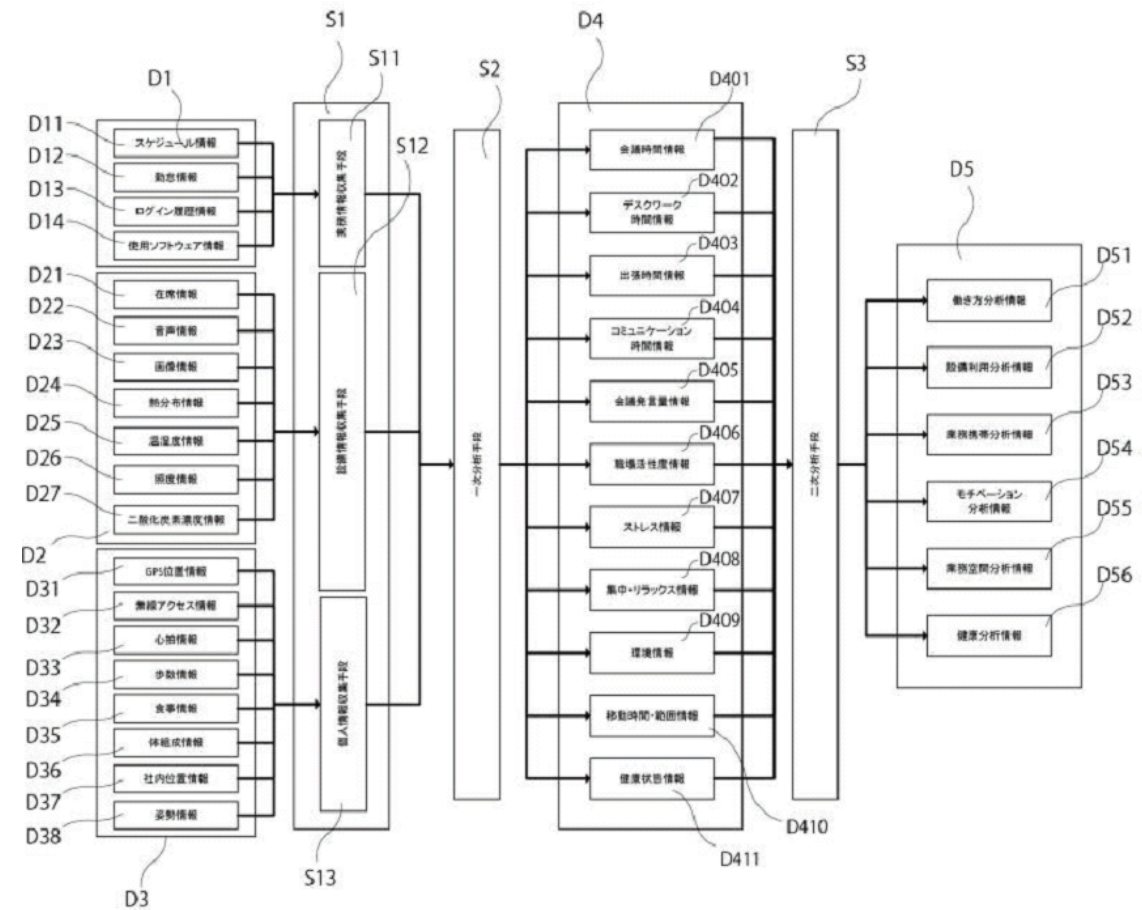 S1
D4
S11
S2
D401
S3
D1
D11
スケジュール情報
D12
勤怠情報
D13
ログイン履歴情報
D14
使用ソフトウェア情報
業務情報収集手段
S12
会議時間情報
D402
デスクワーク
時間情報
D403
出張時間情報
D404
コミュニケーション
時間情報
D405
会議発言量情報
D406
職場活性度情報
D407
ストレス情報
D408
集中・リラックス情報
D409
環境情報
移動時間・範囲情報
健康状態情報
D410
D411
D21
在席情報
D22
音声情報
D23
画像情報
D24
熱分布情報
D25
温湿度情報
D26
照度情報
D27
二酸化炭素濃度情報
D2
設備情報収集手段
一次分析手段
二次分析手段
D31
GPS位置情報
D32
無線アクセス情報
D33
心拍情報
D34
歩数情報
D35
食事情報
D36
体組成情報
D37
社内位置情報
D38
姿勢情報
D3
個人情報収集手段
S13
D5
D51
働き方分析情報
D52
設備利用分析情報
D53
業務携帯分析情報
D54
モチベーション
分析情報
D55
業務空間分析情報
D56
健康分析情報